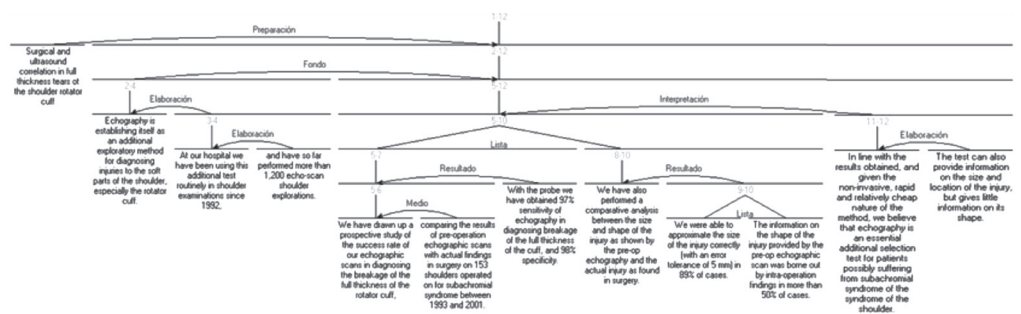 1-12
Preparación
Surgical and
ultrasound
correlation in full
thickness tears of
the shoulder rotator
cuff
2-12
Fondo
2-4
Elaboración
Echography is
establishing itself as
an additional
exploratory method
for diagnosing
injuries to the soft
parts of the shoulder,
especially the rotator
cuff.
3-4
Elaboración
At our hospital we
have been using this
additional test
routinely in shoulder
examinations since
1992,
and have so far
performed more than
1,200 echo-scan
shoulder
explorations.
5-12
Interpretación
5-10
Lista
5-7
Resultado
5-6
Medio
We have drawn up a
prospective study of
the success rate of
our echographic
scans in diagnosing
the breakage of the
full thickness of the
rotator cuff,
comparing the results
of pre-operation
echographic scans
with actual findings
in surgery on 153
shoulders operated
on for subachromial
syndrome between
1993 and 2001.
With the probe we
have obtained 97%
sensitivity of
echography in
diagnosing breakage
of the full thickness
of the cuff, and 98%
specificity.
8-10
Resultado
We have also
performed a
comparative analysis
between the size
and shape of the
injury as shown by
the pre-op
echography and the
actual injury as found
in surgery.
9-10
Lista
We were able to
approximate the size
of the injury correctly
(with an error
tolerance of 5 mm) in
89% of cases.
The information on
the shape of the
injury provided by the
pre-op echographic
scan was borne out
by intra-operation
findings in more than
50% of cases.
11-12
Elaboración
In line with the
results obtained, and
given the
non-invasive, rapid
and relatively cheap
nature of the
method, we believe
that echography is
an essential
additional selection
test for patients
possibly suffering
from subachromial
syndrome of the
syndrome of the
shoulder.
The test can also
provide information
on the size and
location of the injury,
but gives little
information on its
shape.